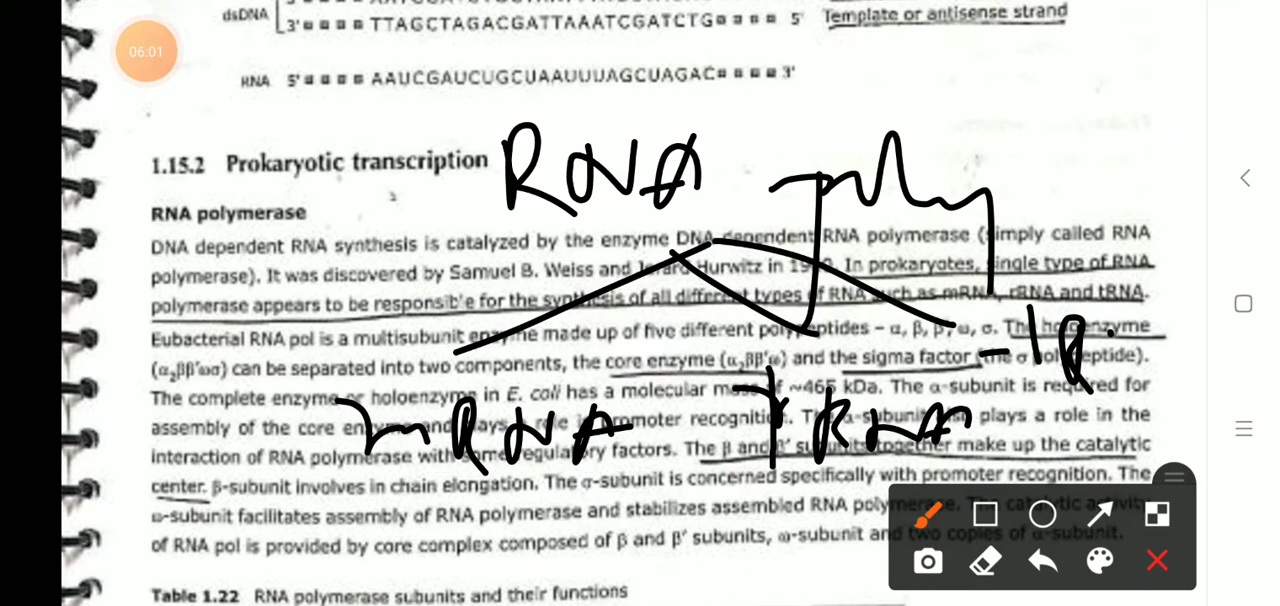 dsDNA
3' TTAGCTAGACGATTAAATCGATCTG 5' Template or antisense strand
06:01
RNA 5' AAUCGAUCUGCUAAUUUAGCUAGAC 3'
1.15.2 Prokaryotic transcription RNA poly
RNA polymerase
DNA dependent RNA synthesis is catalyzed by the enzyme DNA dependent RNA polymerase (simply called RNA
polymerase). It was discovered by Samuel B. Weiss and Hurwitz in In prokaryotes, single type of RNA
polymerase appears to be responsible for the synthesis of all different types of RNA such as mRNA, rRNA and tRNA.
Eubacterial RNA pol is a multisubunit enzyme made up of five different polypeptides – α, β, β', ω, σ. The holoenzyme
(α₂ββ'ωσ) can be separated into two components, the core enzyme (α₂ββ'ω) and the sigma factor (the σ polypeptide).
The complete enzyme or holoenzyme in E. coli has a molecular mass of ~465 kDa. The α-subunit is required for
mRNA tRNA
assembly of the core enzyme and plays a role in promoter recognition. The α-subunit plays a role in the
interaction of RNA polymerase with some regulatory factors. The β and β' subunits together make up the catalytic
center. β-subunit involves in chain elongation. The σ-subunit is concerned specifically with promoter recognition. The
ω-subunit facilitates assembly of RNA polymerase and stabilizes assembled RNA polymerase. The catalytic activity
of RNA pol is provided by core complex composed of β and β' subunits, ω-subunit and two copies of α-subunit.
Table 1.22 RNA polymerase subunits and their functions